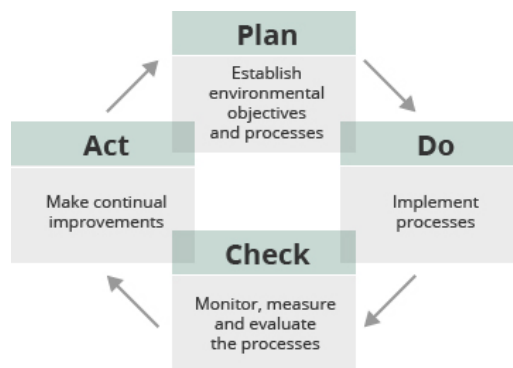 Plan
Establish
environmental
objectives
and processes
Act
Make continual
improvements
Do
Implement
processes
Check
Monitor, measure
and evaluate
the processes